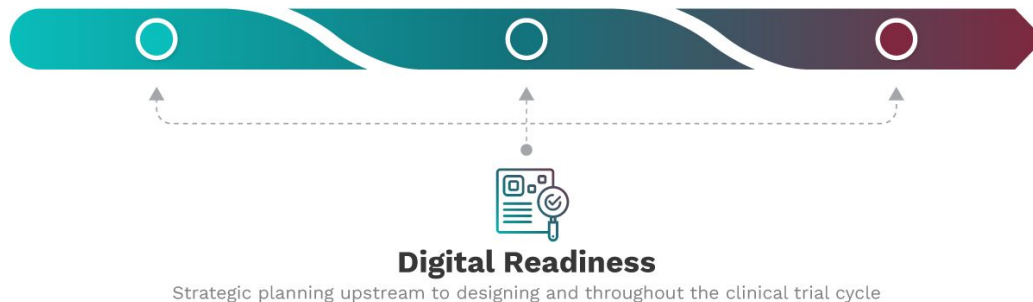 Digital Readiness
Strategic planning upstream to designing and throughout the clinical trial cycle